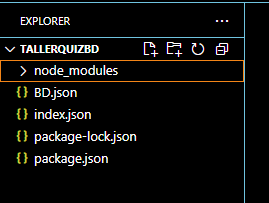 EXPLORER
TALLERQUIZBD
node_modules
{} BD.json
{} index.json
{} package-lock.json
{} package.json